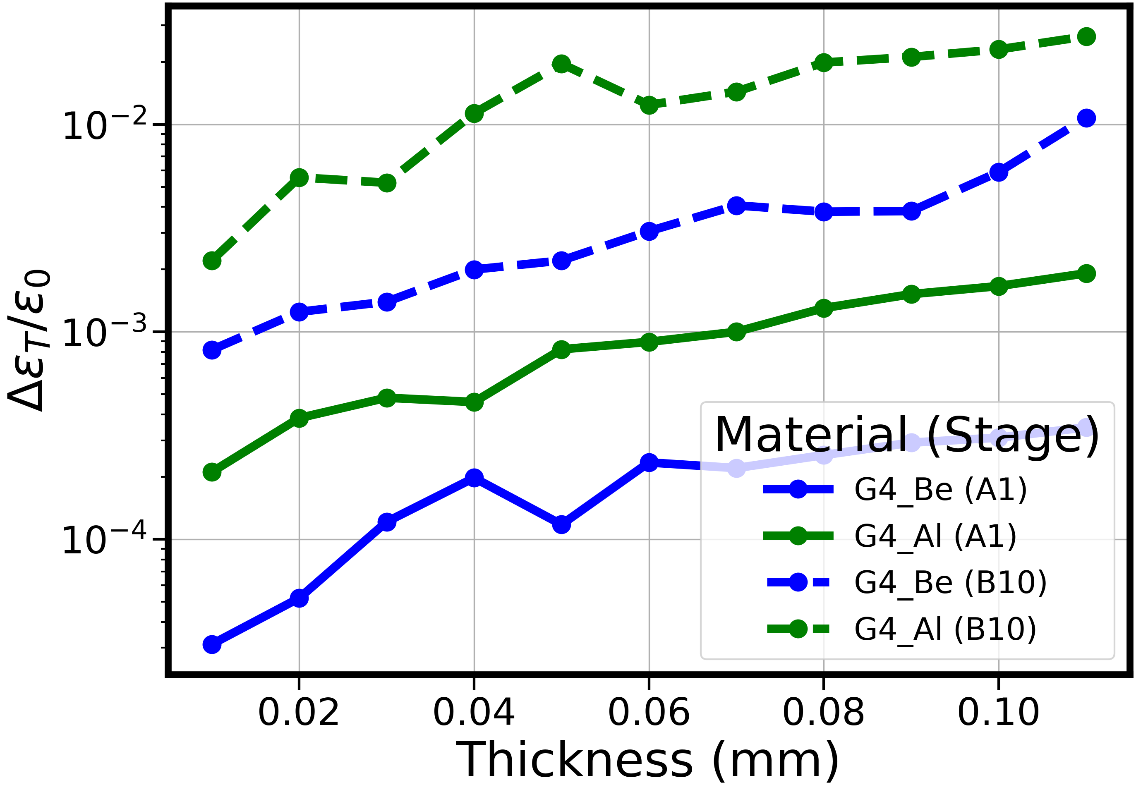 10⁻²
10⁻³
10⁻⁴
Δε_T/ε₀
Material (Stage)
G4_Be (A1)
G4_Al (A1)
G4_Be (B10)
G4_Al (B10)
0.02 0.04 0.06 0.08 0.10
Thickness (mm)